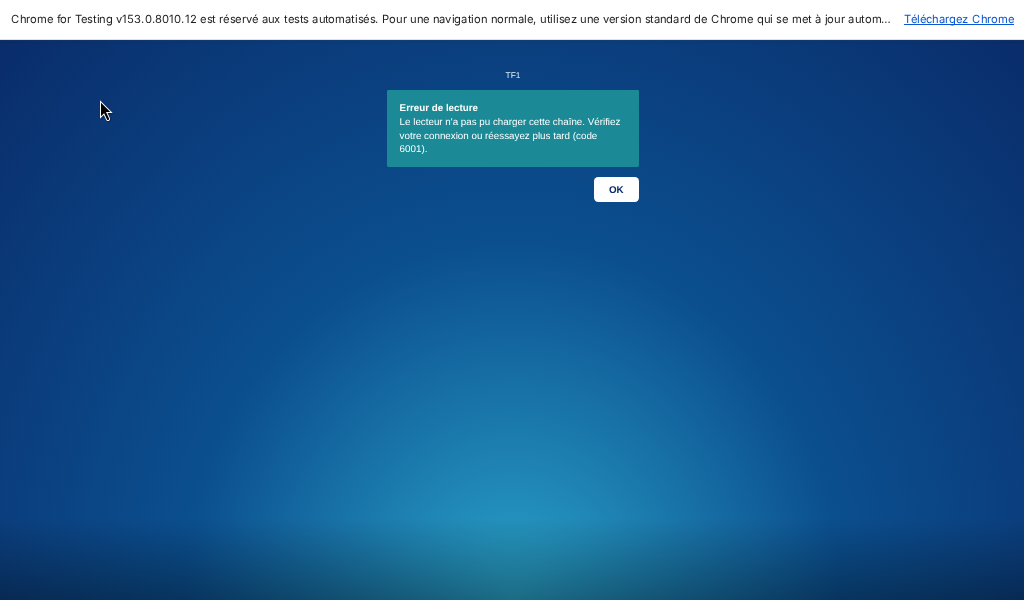 Chrome for Testing v153.0.8010.12 est réservé aux tests automatisés. Pour une navigation normale, utilisez une version standard de Chrome qui se met à jour autom… Téléchargez Chrome
TF1
Erreur de lecture
Le lecteur n'a pas pu charger cette chaîne. Vérifiez
votre connexion ou réessayez plus tard (code
6001).
OK